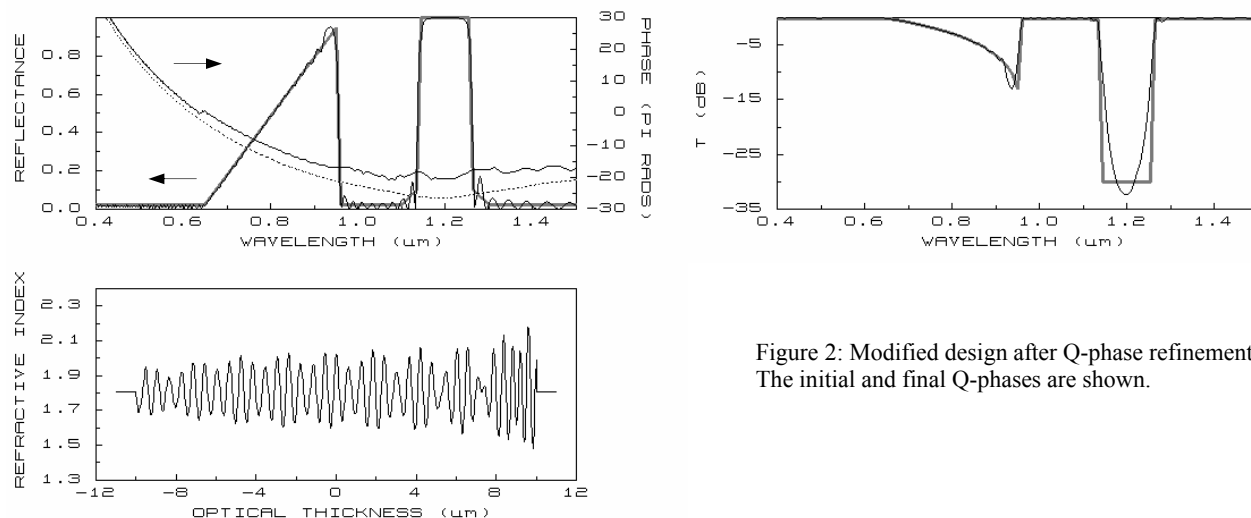 0.8
0.6
0.4
0.2
0.0
REFLECTANCE
0.4 0.6 0.8 1.0 1.2 1.4
WAVELENGTH (μm)
30
20
10
0
-10
-20
-30
PHASE (PI RADS)
-5
-15
-25
-35
T (dB)
0.4 0.6 0.8 1.0 1.2 1.4
WAVELENGTH (μm)
2.3
2.1
1.9
1.7
1.5
1.3
REFRACTIVE INDEX
-12 -8 -4 0 4 8 12
OPTICAL THICKNESS (μm)
Figure 2: Modified design after Q-phase refinement
The initial and final Q-phases are shown.